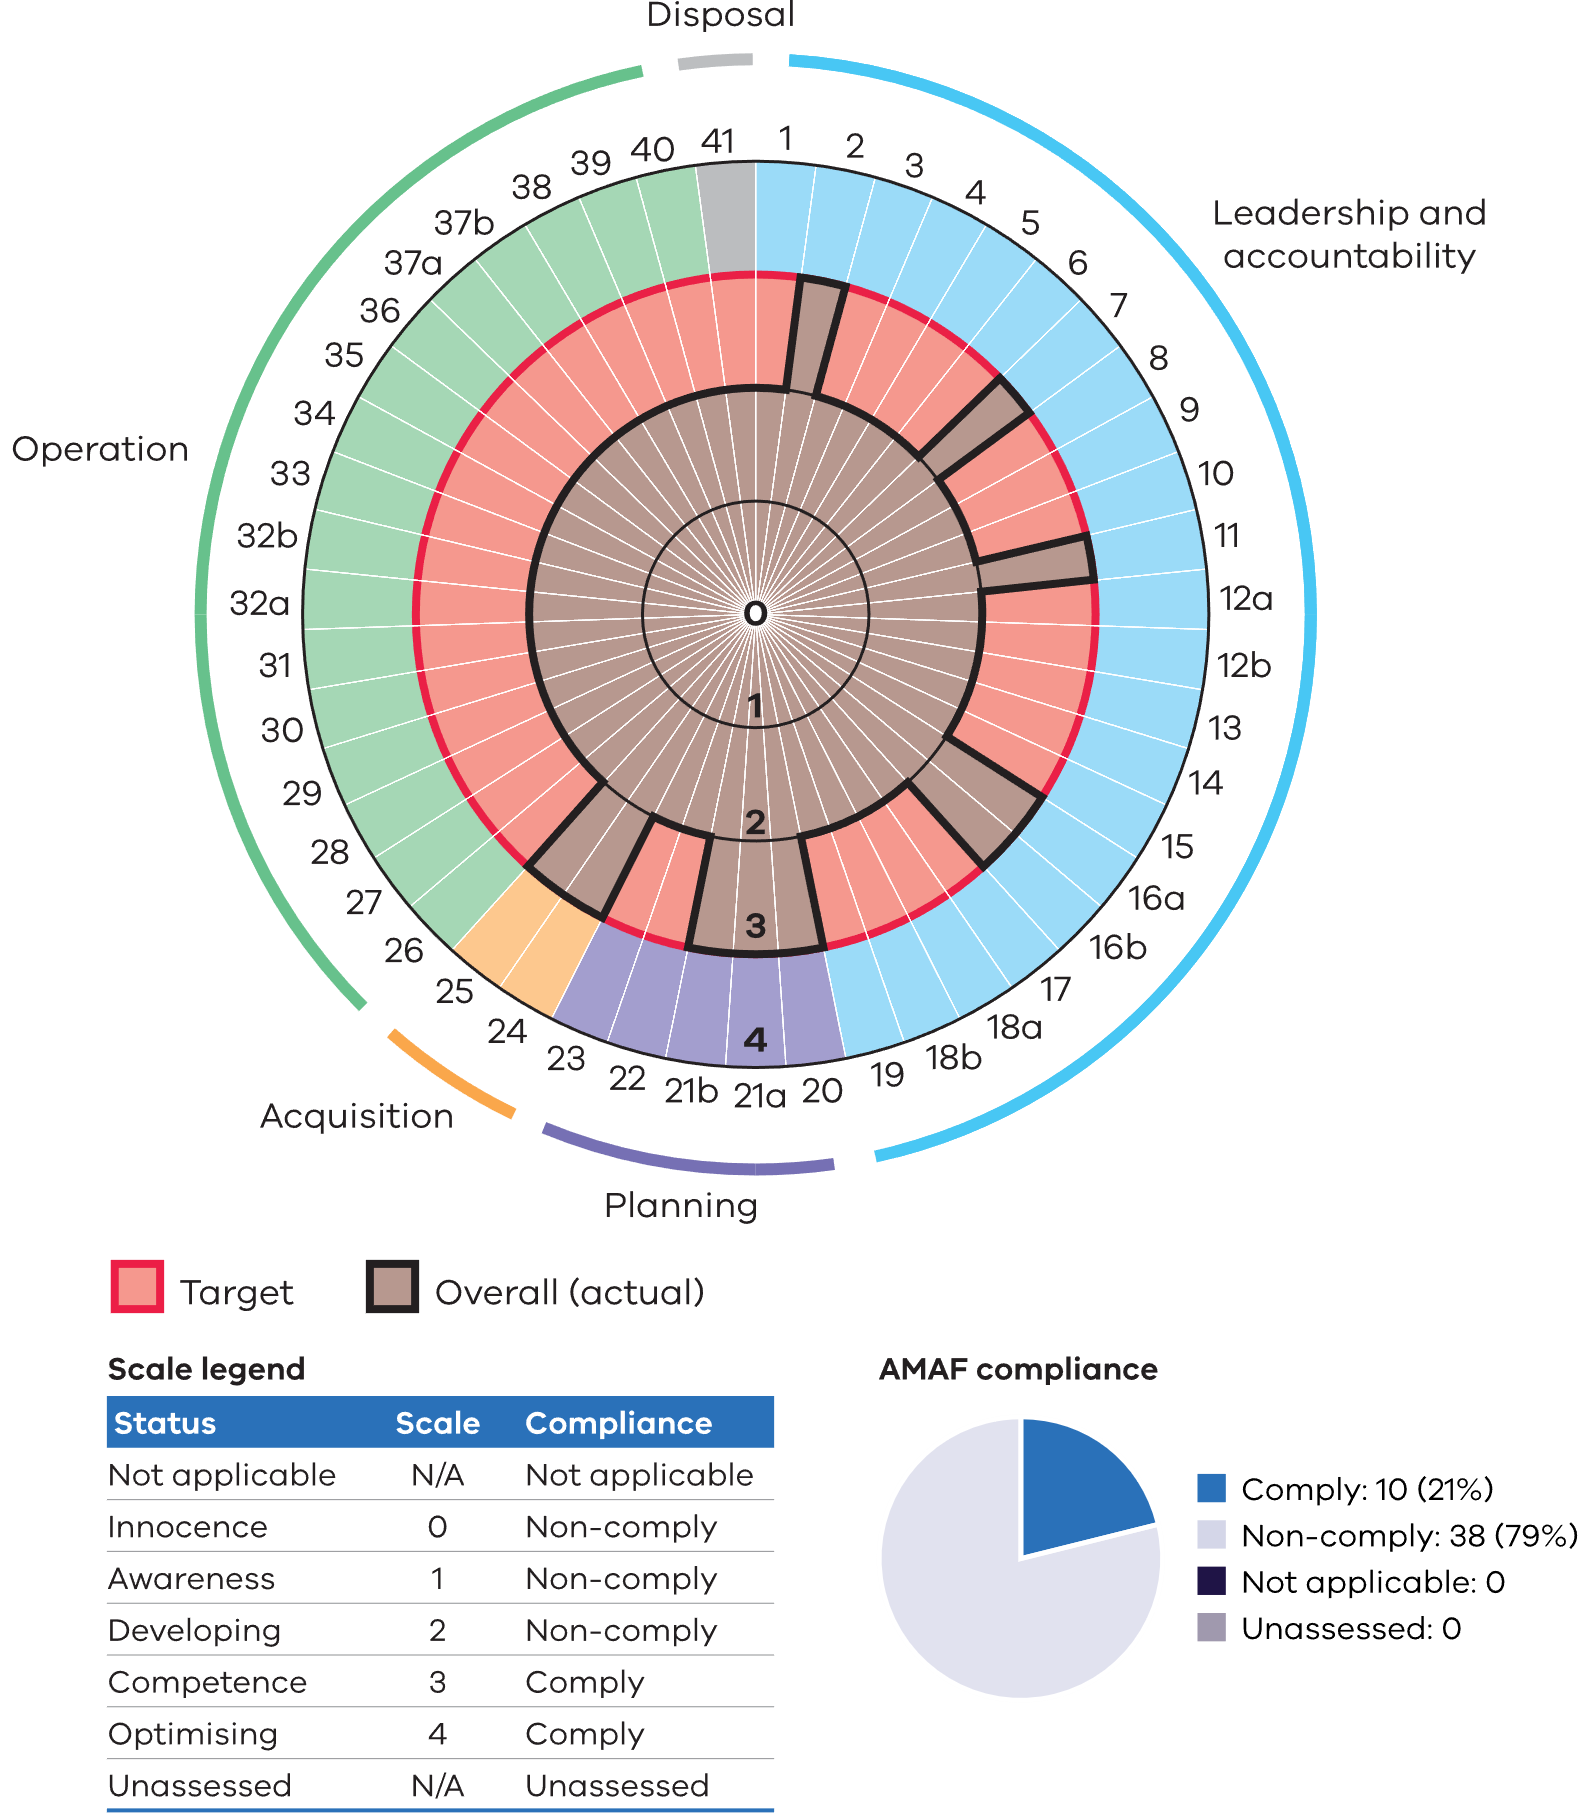 Disposal
Leadership and
accountability
Operation
Acquisition
Planning
1
2
3
4
5
6
7
8
9
10
11
12a
12b
13
14
15
16a
16b
17
18a
18b
19
20
21a
21b
22
23
24
25
26
27
28
29
30
31
32a
32b
33
34
35
36
37a
37b
38
39
40
41
0
1
2
3
4
Target
Overall (actual)
Scale legend
Status Scale Compliance
Not applicable N/A Not applicable
Innocence 0 Non-comply
Awareness 1 Non-comply
Developing 2 Non-comply
Competence 3 Comply
Optimising 4 Comply
Unassessed N/A Unassessed
AMAF compliance
Comply: 10 (21%)
Non-comply: 38 (79%)
Not applicable: 0
Unassessed: 0